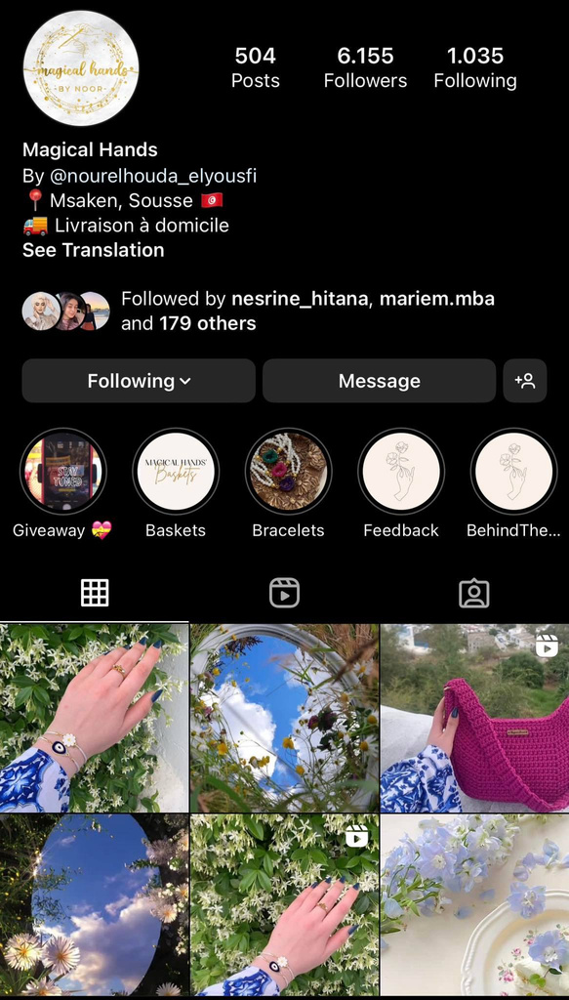 magical hands
-BY NOOR-
504
Posts
6.155
Followers
1.035
Following
Magical Hands
By @nourelhouda_elyousfi
📍 Msaken, Sousse 🇹🇳
🚚 Livraison à domicile
See Translation
Followed by nesrine_hitana, mariem.mba
and 179 others
Following
Message
STAY
TUNED
MAGICAL HANDS'
Baskets
Giveaway 💝
Baskets
Bracelets
Feedback
BehindThe...